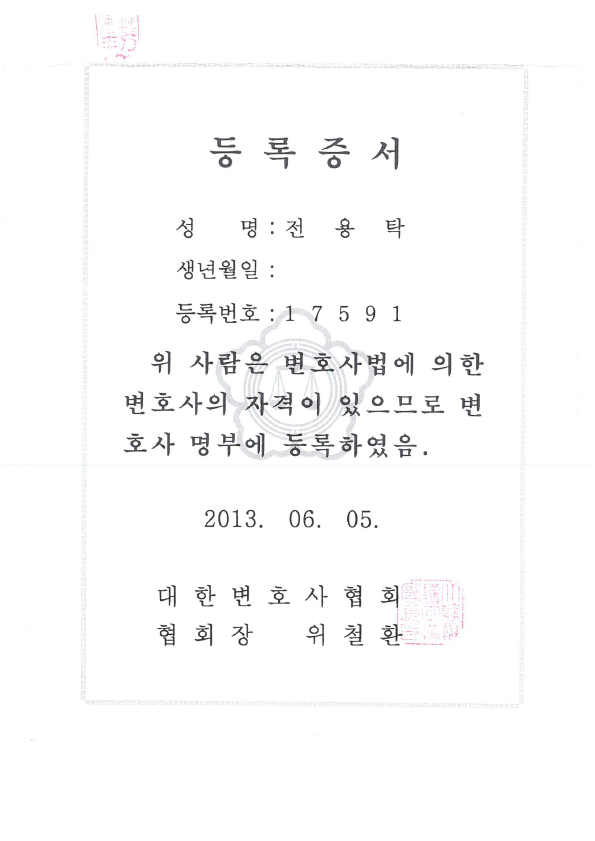 등록증서
성 명 : 전 용 탁
생년월일 :
등록번호 : 1 7 5 9 1
위 사람은 변호사법에 의한
변호사의 자격이 있으므로 변
호사 명부에 등록하였음.
2013. 06. 05.
대한변호사협회
협회장 위철환